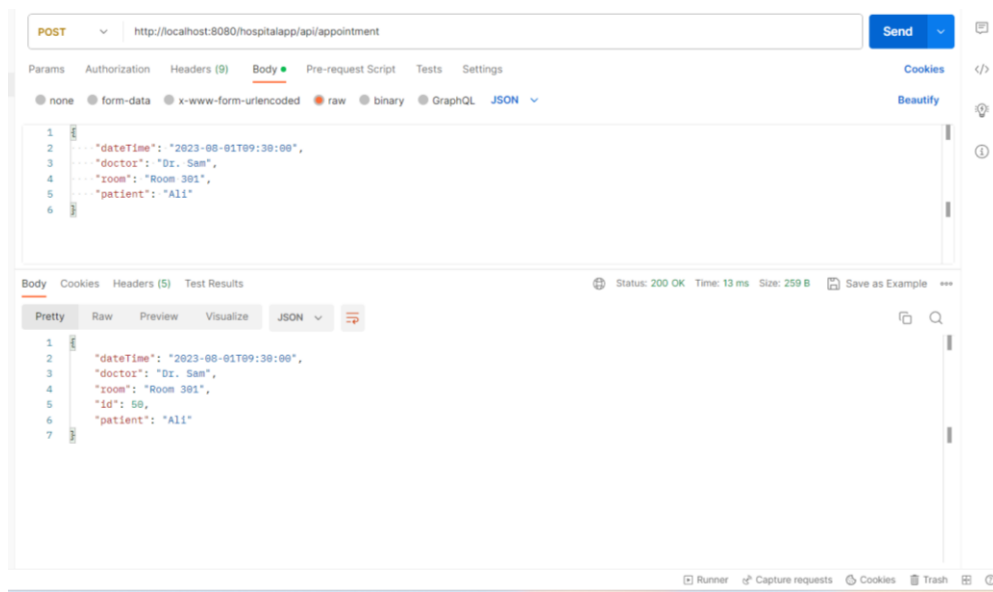 POST http://localhost:8080/hospitalapp/api/appointment Send
Params Authorization Headers (9) Body Pre-request Script Tests Settings Cookies
none form-data x-www-form-urlencoded raw binary GraphQL JSON Beautify
1 {
2 "dateTime": "2023-08-01T09:30:00",
3 "doctor": "Dr. Sam",
4 "room": "Room 301",
5 "patient": "Ali"
6 }
Body Cookies Headers (5) Test Results Status: 200 OK Time: 13 ms Size: 259 B Save as Example
Pretty Raw Preview Visualize JSON
1 {
2 "dateTime": "2023-08-01T09:30:00",
3 "doctor": "Dr. Sam",
4 "room": "Room 301",
5 "id": 50,
6 "patient": "Ali"
7 }
Runner Capture requests Cookies Trash